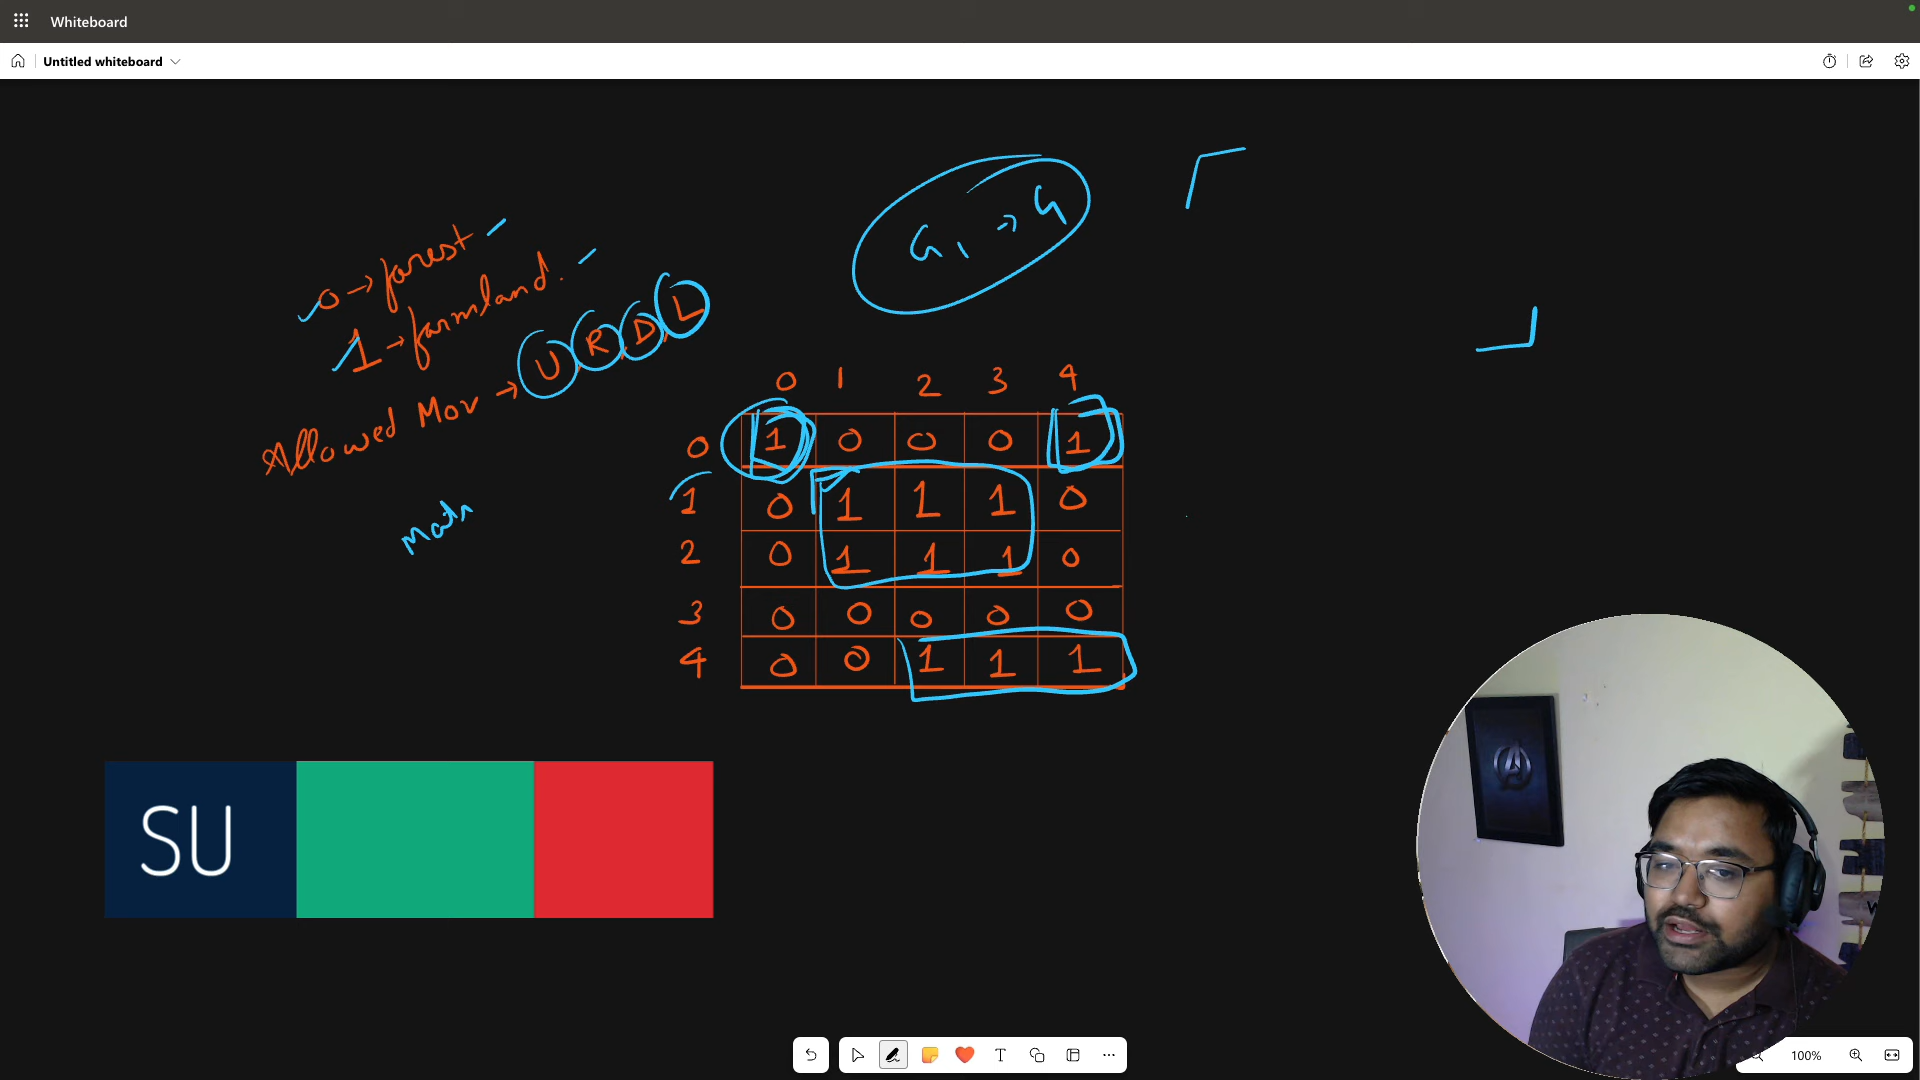 Whiteboard
Untitled whiteboard
G1 → G
0 → forest
1 → farmland.
Allowed Mov → U, R, D, L
Matr
0 1 2 3 4
0 1 0 0 0 1
1 0 1 1 1 0
2 0 1 1 1 0
3 0 0 0 0 0
4 0 0 1 1 1
SU
100%